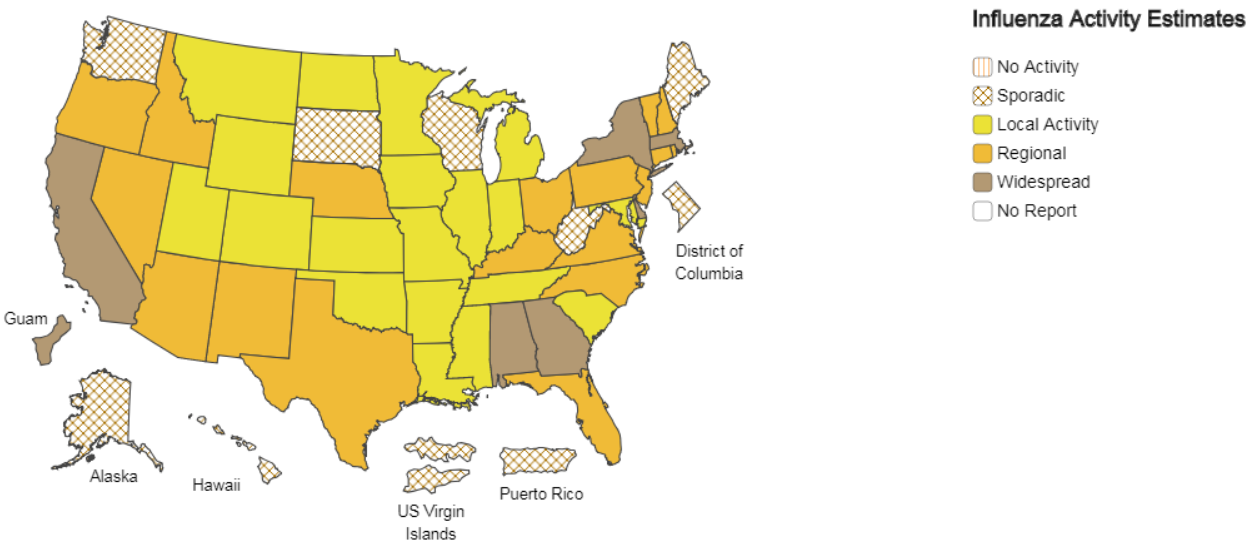 Influenza Activity Estimates
No Activity
Sporadic
Local Activity
Regional
Widespread
No Report
District of
Columbia
Guam
Alaska
Hawaii
US Virgin
Islands
Puerto Rico